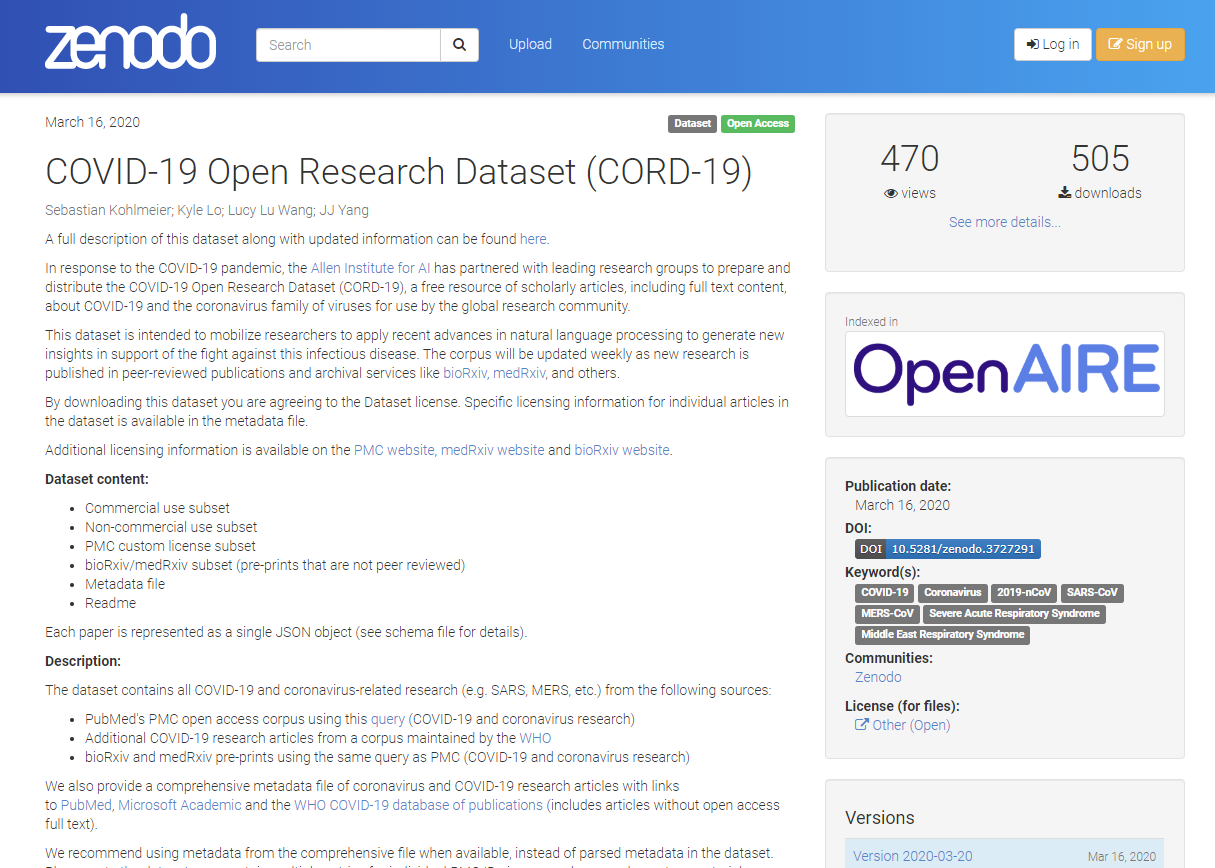 zenodo
Search
Upload
Communities
Log in
Sign up
March 16, 2020
Dataset
Open Access
COVID-19 Open Research Dataset (CORD-19)
Sebastian Kohlmeier; Kyle Lo; Lucy Lu Wang; JJ Yang
A full description of this dataset along with updated information can be found here.
In response to the COVID-19 pandemic, the Allen Institute for AI has partnered with leading research groups to prepare and
distribute the COVID-19 Open Research Dataset (CORD-19), a free resource of scholarly articles, including full text content,
about COVID-19 and the coronavirus family of viruses for use by the global research community.
This dataset is intended to mobilize researchers to apply recent advances in natural language processing to generate new
insights in support of the fight against this infectious disease. The corpus will be updated weekly as new research is
published in peer-reviewed publications and archival services like bioRxiv, medRxiv, and others.
By downloading this dataset you are agreeing to the Dataset license. Specific licensing information for individual articles in
the dataset is available in the metadata file.
Additional licensing information is available on the PMC website, medRxiv website and bioRxiv website.
Dataset content:
• Commercial use subset
• Non-commercial use subset
• PMC custom license subset
• bioRxiv/medRxiv subset (pre-prints that are not peer reviewed)
• Metadata file
• Readme
Each paper is represented as a single JSON object (see schema file for details).
Description:
The dataset contains all COVID-19 and coronavirus-related research (e.g. SARS, MERS, etc.) from the following sources:
• PubMed's PMC open access corpus using this query (COVID-19 and coronavirus research)
• Additional COVID-19 research articles from a corpus maintained by the WHO
• bioRxiv and medRxiv pre-prints using the same query as PMC (COVID-19 and coronavirus research)
We also provide a comprehensive metadata file of coronavirus and COVID-19 research articles with links
to PubMed, Microsoft Academic and the WHO COVID-19 database of publications (includes articles without open access
full text).
We recommend using metadata from the comprehensive file when available, instead of parsed metadata in the dataset.
470
views
505
downloads
See more details...
Indexed in
OpenAIRE
Publication date:
March 16, 2020
DOI:
DOI 10.5281/zenodo.3727291
Keyword(s):
COVID-19 Coronavirus 2019-nCoV SARS-CoV
MERS-CoV Severe Acute Respiratory Syndrome
Middle East Respiratory Syndrome
Communities:
Zenodo
License (for files):
Other (Open)
Versions
Version 2020-03-20 Mar 16, 2020